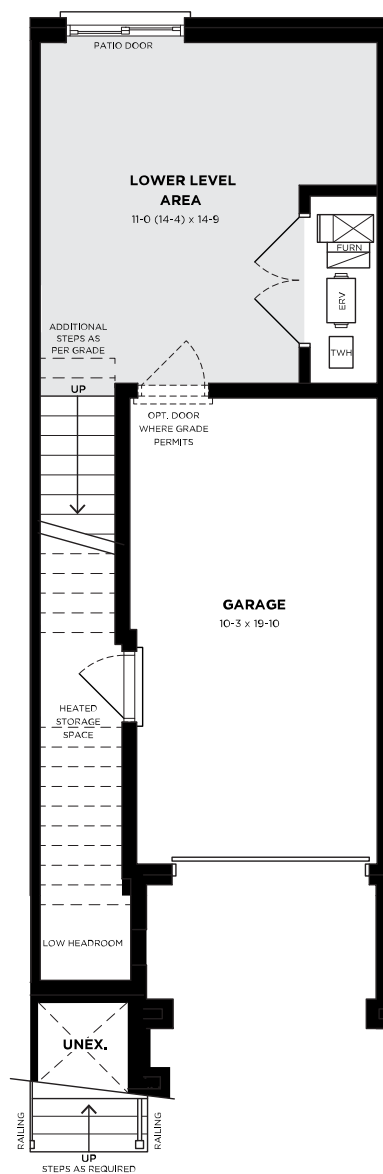 PATIO DOOR
LOWER LEVEL
AREA
11-0 (14-4) x 14-9
FURN
ERV
TWH
ADDITIONAL
STEPS AS
PER GRADE
UP
OPT. DOOR
WHERE GRADE
PERMITS
GARAGE
10-3 x 19-10
HEATED
STORAGE
SPACE
LOW HEADROOM
UNEX.
RAILING
RAILING
UP
STEPS AS REQUIRED